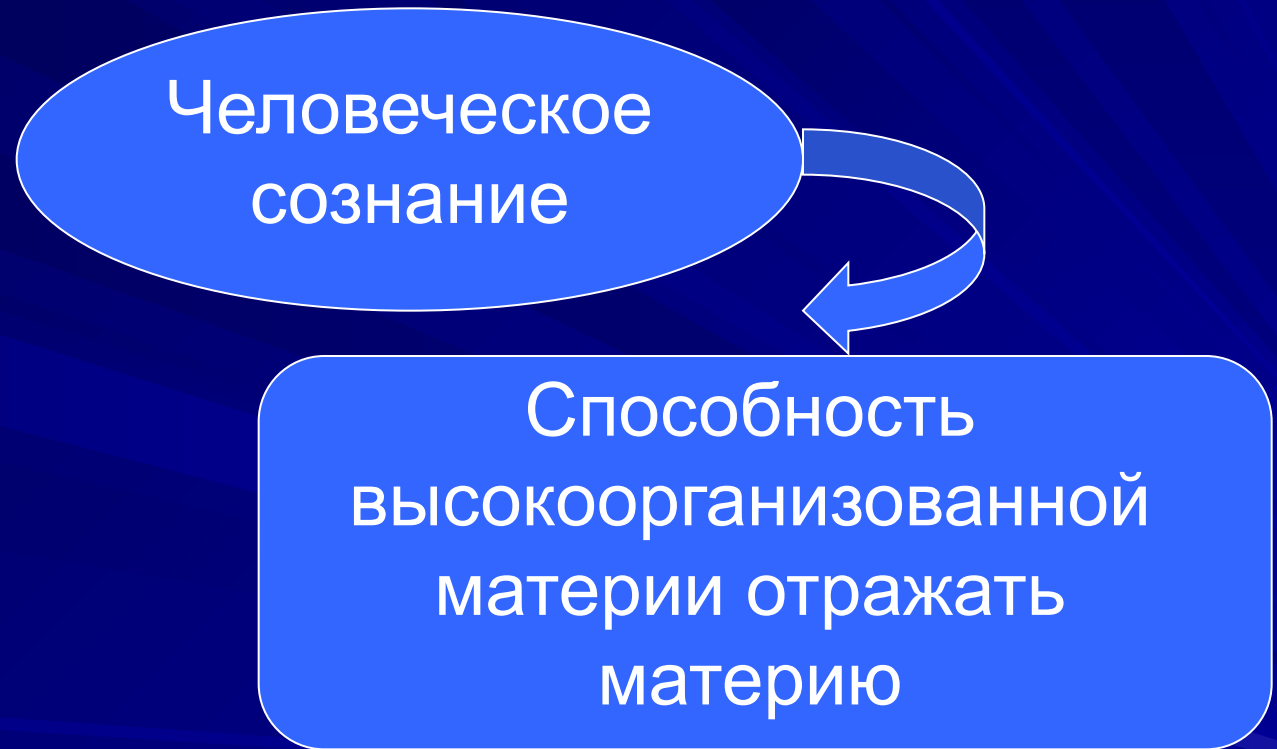 Человеческое
сознание
Способность
высокоорганизованной
материи отражать
материю